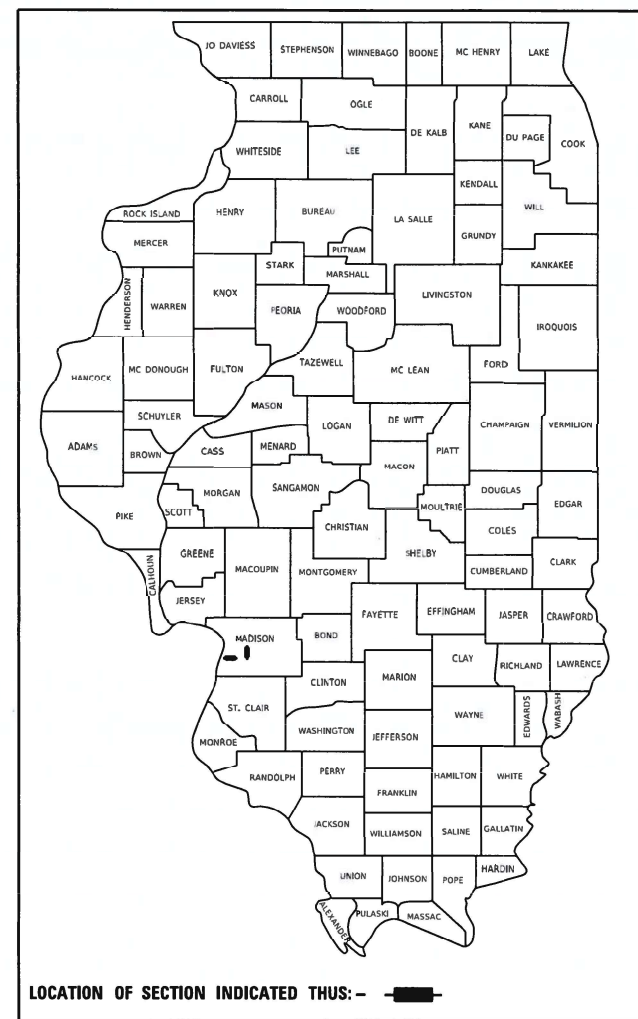 JO DAVIESS STEPHENSON WINNEBAGO BOONE MC HENRY LAKE
CARROLL OGLE DE KALB KANE DU PAGE COOK
WHITESIDE LEE
KENDALL
ROCK ISLAND HENRY BUREAU LA SALLE WILL
MERCER PUTNAM GRUNDY
STARK MARSHALL KANKAKEE
HENDERSON WARREN KNOX PEORIA WOODFORD LIVINGSTON IROQUOIS
HANCOCK MC DONOUGH FULTON TAZEWELL MC LEAN FORD
SCHUYLER MASON LOGAN DE WITT CHAMPAIGN VERMILION
ADAMS BROWN CASS MENARD MACON PIATT
PIKE SCOTT MORGAN SANGAMON CHRISTIAN MOULTRIE DOUGLAS EDGAR
COLES
CALHOUN GREENE MACOUPIN MONTGOMERY SHELBY CUMBERLAND CLARK
JERSEY FAYETTE EFFINGHAM JASPER CRAWFORD
MADISON BOND CLAY RICHLAND LAWRENCE
CLINTON MARION
ST. CLAIR WAYNE EDWARDS WABASH
MONROE WASHINGTON JEFFERSON
RANDOLPH PERRY FRANKLIN HAMILTON WHITE
JACKSON WILLIAMSON SALINE GALLATIN
UNION JOHNSON POPE HARDIN
ALEXANDER PULASKI MASSAC
LOCATION OF SECTION INDICATED THUS: -